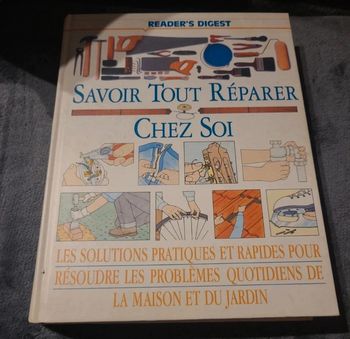 READER'S DIGEST
SAVOIR TOUT RÉPARER
CHEZ SOI
LES SOLUTIONS PRATIQUES ET RAPIDES POUR
RÉSOUDRE LES PROBLÈMES QUOTIDIENS DE
LA MAISON ET DU JARDIN